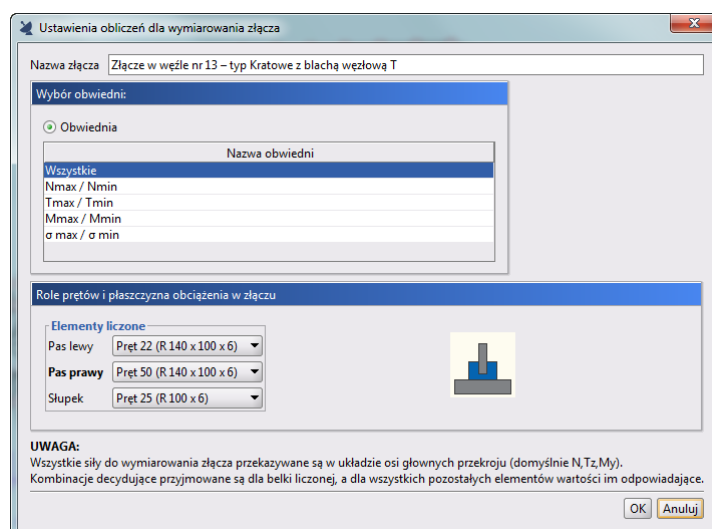 Ustawienia obliczeń dla wymiarowania złącza
x
Nazwa złącza Złącze w węźle nr 13 – typ Kratowe z blachą węzłową T
Wybór obwiedni:
Obwiednia
Nazwa obwiedni
Wszystkie
Nmax / Nmin
Tmax / Tmin
Mmax / Mmin
σ max / σ min
Role prętów i płaszczyzna obciążenia w złączu
Elementy liczone
Pas lewy Pręt 22 (R 140 x 100 x 6)
Pas prawy Pręt 50 (R 140 x 100 x 6)
Słupek Pręt 25 (R 100 x 6)
UWAGA:
Wszystkie siły do wymiarowania złącza przekazywane są w układzie osi głownych przekroju (domyślnie N,Tz,My).
Kombinacje decydujące przyjmowane są dla belki liczonej, a dla wszystkich pozostałych elementów wartości im odpowiadające.
OK Anuluj